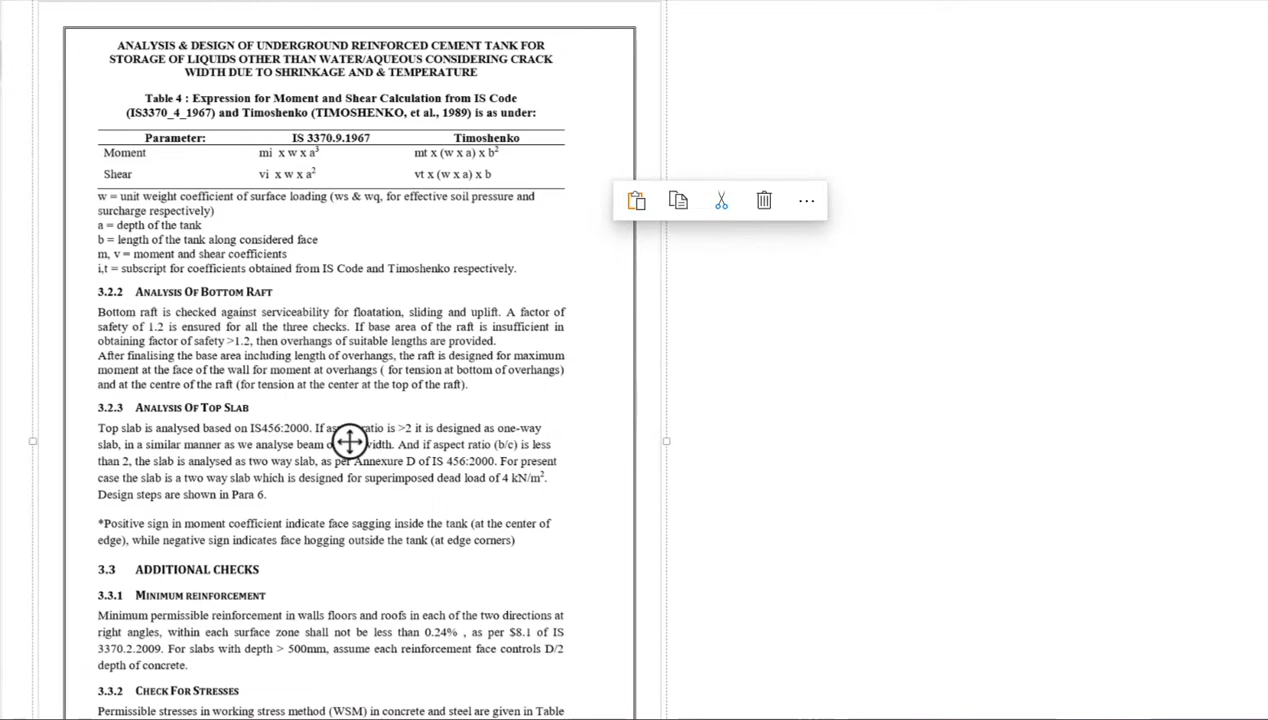 ANALYSIS & DESIGN OF UNDERGROUND REINFORCED CEMENT TANK FOR
STORAGE OF LIQUIDS OTHER THAN WATER/AQUEOUS CONSIDERING CRACK
WIDTH DUE TO SHRINKAGE AND & TEMPERATURE
Table 4 : Expression for Moment and Shear Calculation from IS Code
(IS3370_4_1967) and Timoshenko (TIMOSHENKO, et al., 1989) is as under:
Parameter: IS 3370.9.1967 Timoshenko
Moment mi x w x a³ mt x (w x a) x b²
Shear vi x w x a² vt x (w x a) x b
w = unit weight coefficient of surface loading (ws & wq, for effective soil pressure and
surcharge respectively)
a = depth of the tank
b = length of the tank along considered face
m, v = moment and shear coefficients
i,t = subscript for coefficients obtained from IS Code and Timoshenko respectively.
3.2.2 ANALYSIS OF BOTTOM RAFT
Bottom raft is checked against serviceability for floatation, sliding and uplift. A factor of
safety of 1.2 is ensured for all the three checks. If base area of the raft is insufficient in
obtaining factor of safety >1.2, then overhangs of suitable lengths are provided.
After finalising the base area including length of overhangs, the raft is designed for maximum
moment at the face of the wall for moment at overhangs ( for tension at bottom of overhangs)
and at the centre of the raft (for tension at the center at the top of the raft).
3.2.3 ANALYSIS OF TOP SLAB
Top slab is analysed based on IS456:2000. If ratio is >2 it is designed as one-way
slab, in a similar manner as we analyse beam width. And if aspect ratio (b/c) is less
than 2, the slab is analysed as two way slab, as per Annexure D of IS 456:2000. For present
case the slab is a two way slab which is designed for superimposed dead load of 4 kN/m².
Design steps are shown in Para 6.
*Positive sign in moment coefficient indicate face sagging inside the tank (at the center of
edge), while negative sign indicates face hogging outside the tank (at edge corners)
3.3 ADDITIONAL CHECKS
3.3.1 MINIMUM REINFORCEMENT
Minimum permissible reinforcement in walls floors and roofs in each of the two directions at
right angles, within each surface zone shall not be less than 0.24% , as per $8.1 of IS
3370.2.2009. For slabs with depth > 500mm, assume each reinforcement face controls D/2
depth of concrete.
3.3.2 CHECK FOR STRESSES
Permissible stresses in working stress method (WSM) in concrete and steel are given in Table